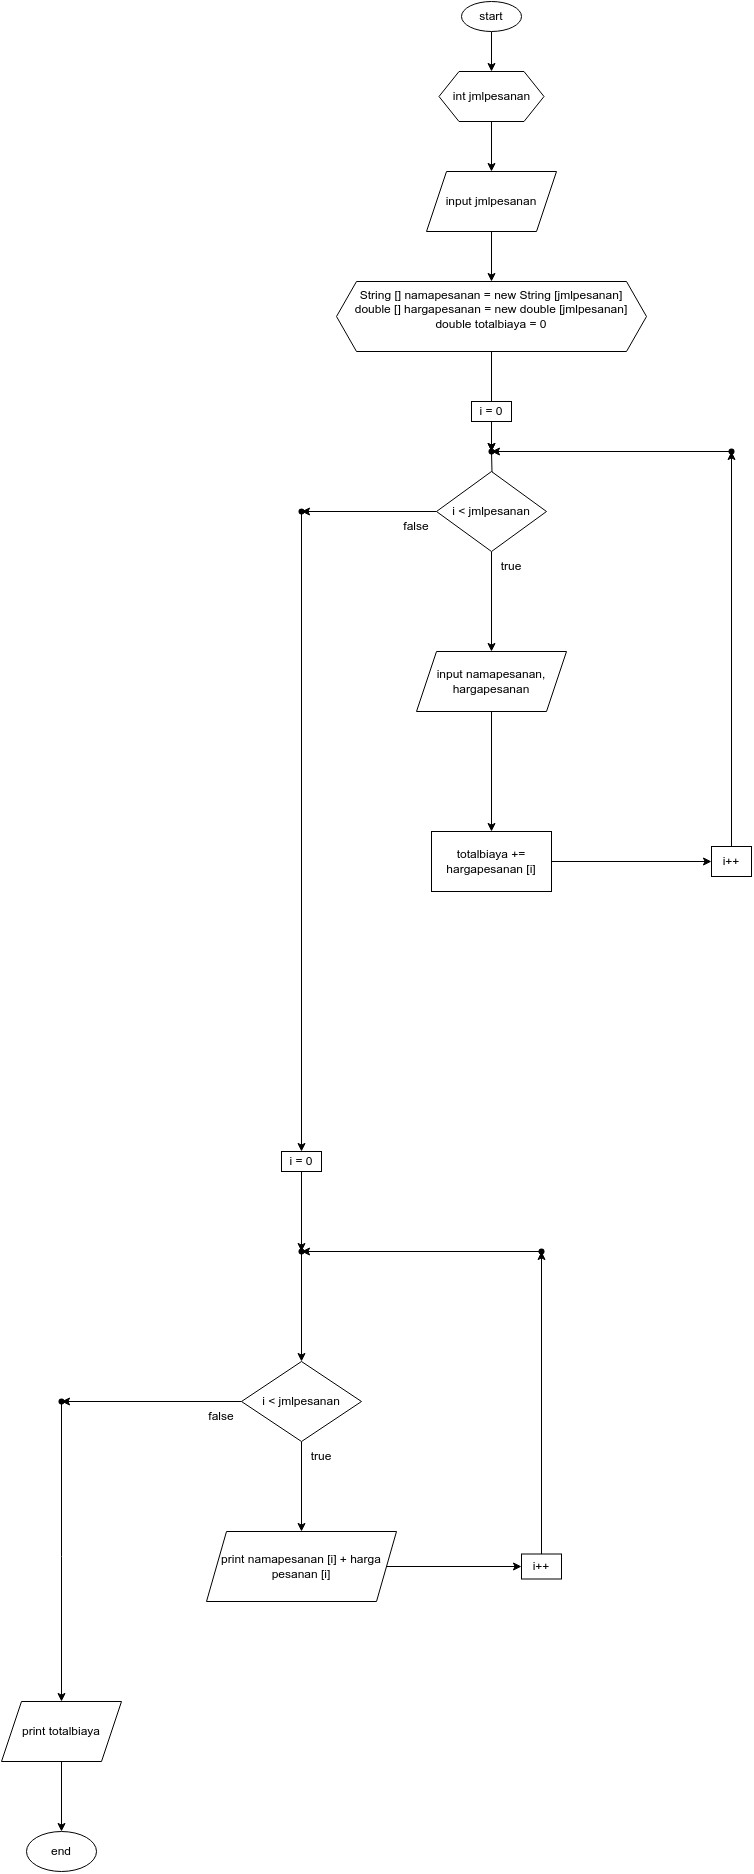 start
int jmlpesanan
input jmlpesanan
String [] namapesanan = new String [jmlpesanan]
double [] hargapesanan = new double [jmlpesanan]
double totalbiaya = 0
i = 0
i < jmlpesanan
false
true
input namapesanan,
hargapesanan
totalbiaya +=
hargapesanan [i]
i++
i = 0
i < jmlpesanan
false
true
print namapesanan [i] + harga
pesanan [i]
i++
print totalbiaya
end